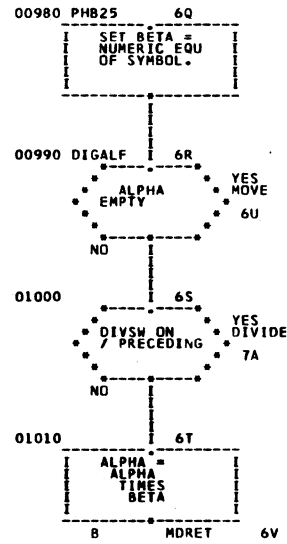 00980 PHB25 6Q
SET BETA =
NUMERIC EQU
OF SYMBOL.
00990 DIGALF 6R
ALPHA
EMPTY
YES
MOVE
6U
NO
01000 6S
DIVSW ON
/ PRECEDING
YES
DIVIDE
7A
NO
01010 6T
ALPHA =
ALPHA
TIMES
BETA
B MDRET 6V